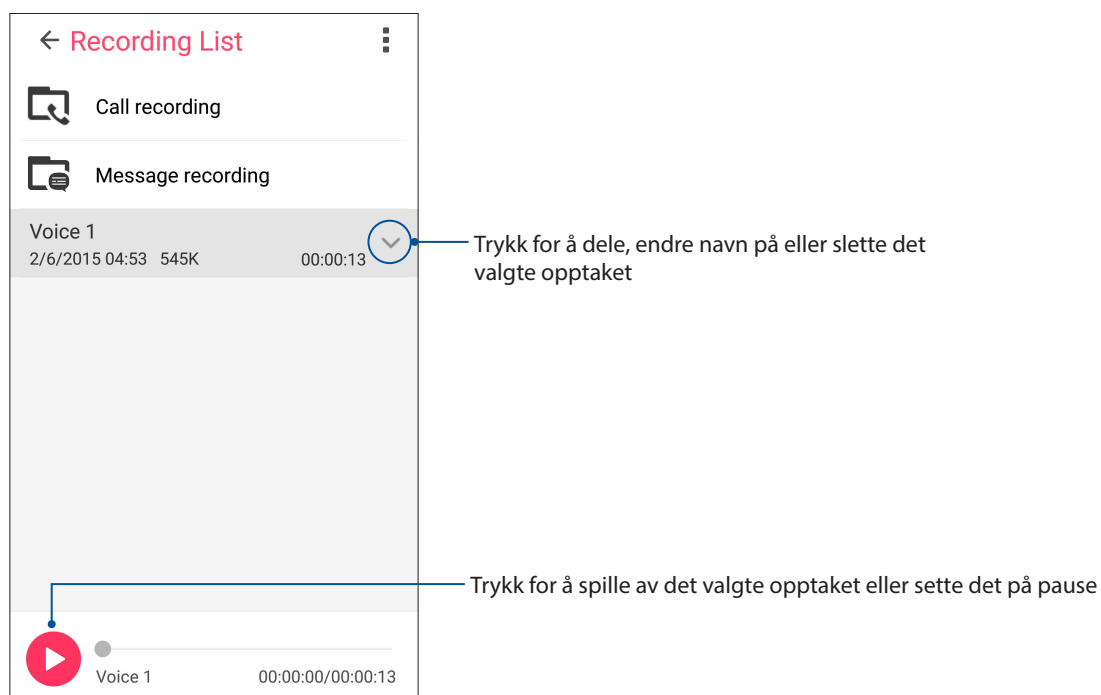 Recording List
Call recording
Message recording
Voice 1
2/6/2015 04:53 545K 00:00:13
Trykk for å dele, endre navn på eller slette det
valgte opptaket
Trykk for å spille av det valgte opptaket eller sette det på pause
Voice 1 00:00:00/00:00:13